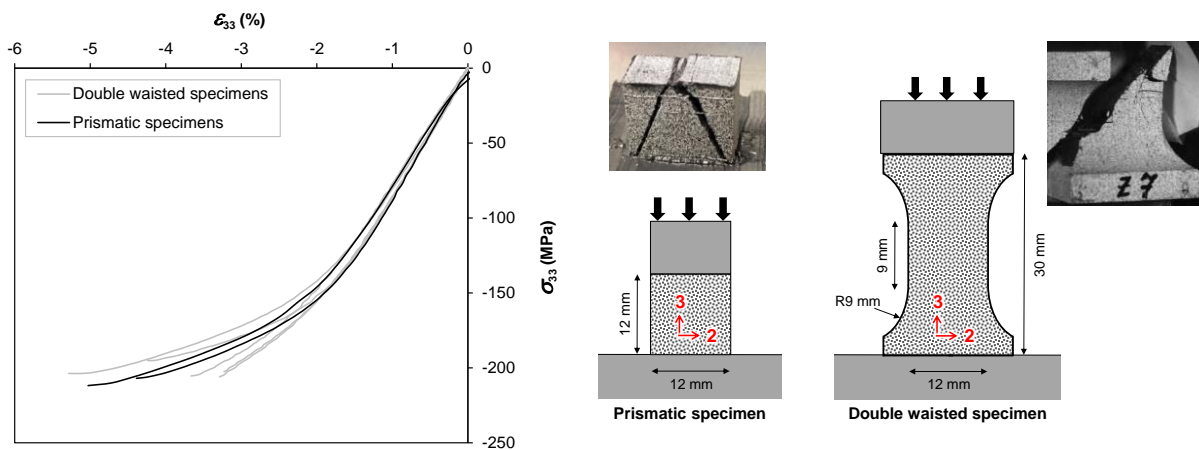 ε33 (%)
-6 -5 -4 -3 -2 -1 0
Double waisted specimens
Prismatic specimens
0
-50
-100
-150
-200
-250
σ33 (MPa)
12 mm
3
2
12 mm
Prismatic specimen
Z7
9 mm
30 mm
R9 mm
3
2
12 mm
Double waisted specimen